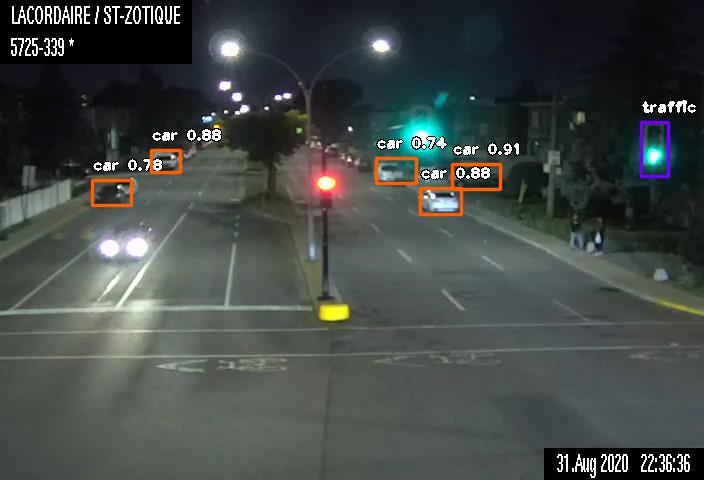 LACORDAIRE / ST-ZOTIQUE
5725-339 *
car 0.88
car 0.78
car 0.74
car 0.91
car 0.88
traffic
31.Aug 2020 22:36:36